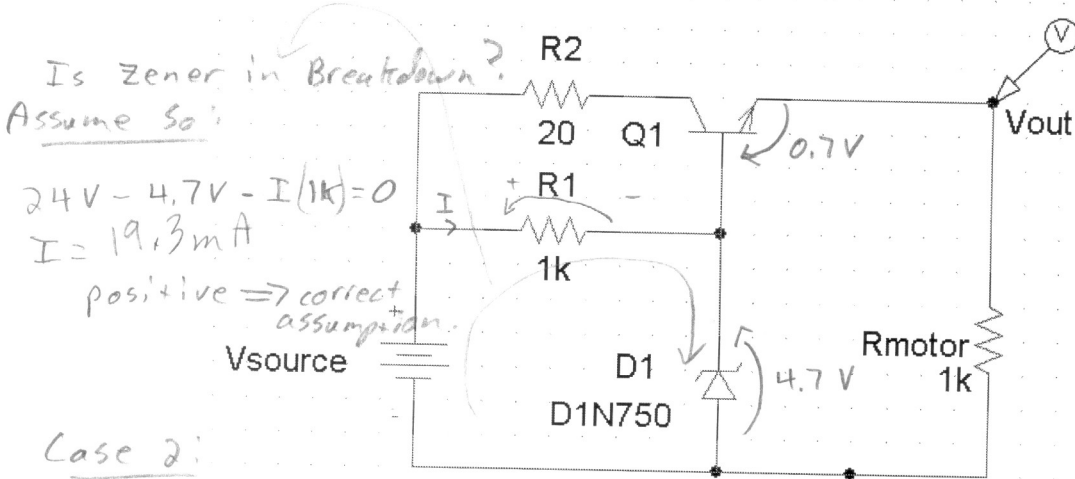 Is Zener in Breakdown?
Assume So:
24V - 4.7V - I(1k)=0
I = 19.3mA
positive => correct
assumption.
R2
20
Q1
0.7V
V
Vout
I
+
R1
-
1k
+
Vsource
-
D1
D1N750
4.7 V
Rmotor
1k
Case 2: